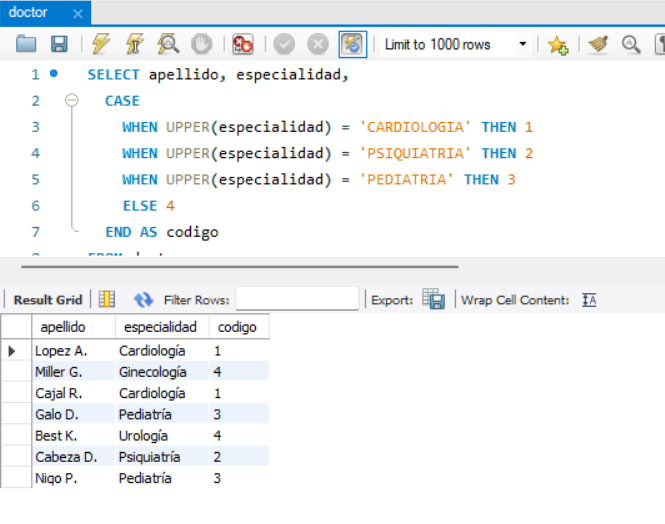 doctor
Limit to 1000 rows
1 SELECT apellido, especialidad,
2 CASE
3 WHEN UPPER(especialidad) = 'CARDIOLOGIA' THEN 1
4 WHEN UPPER(especialidad) = 'PSIQUIATRIA' THEN 2
5 WHEN UPPER(especialidad) = 'PEDIATRIA' THEN 3
6 ELSE 4
7 END AS codigo
Result Grid Filter Rows: Export: Wrap Cell Content: IA
apellido especialidad codigo
Lopez A. Cardiología 1
Miller G. Ginecología 4
Cajal R. Cardiología 1
Galo D. Pediatría 3
Best K. Urología 4
Cabeza D. Psiquiatría 2
Niqo P. Pediatría 3